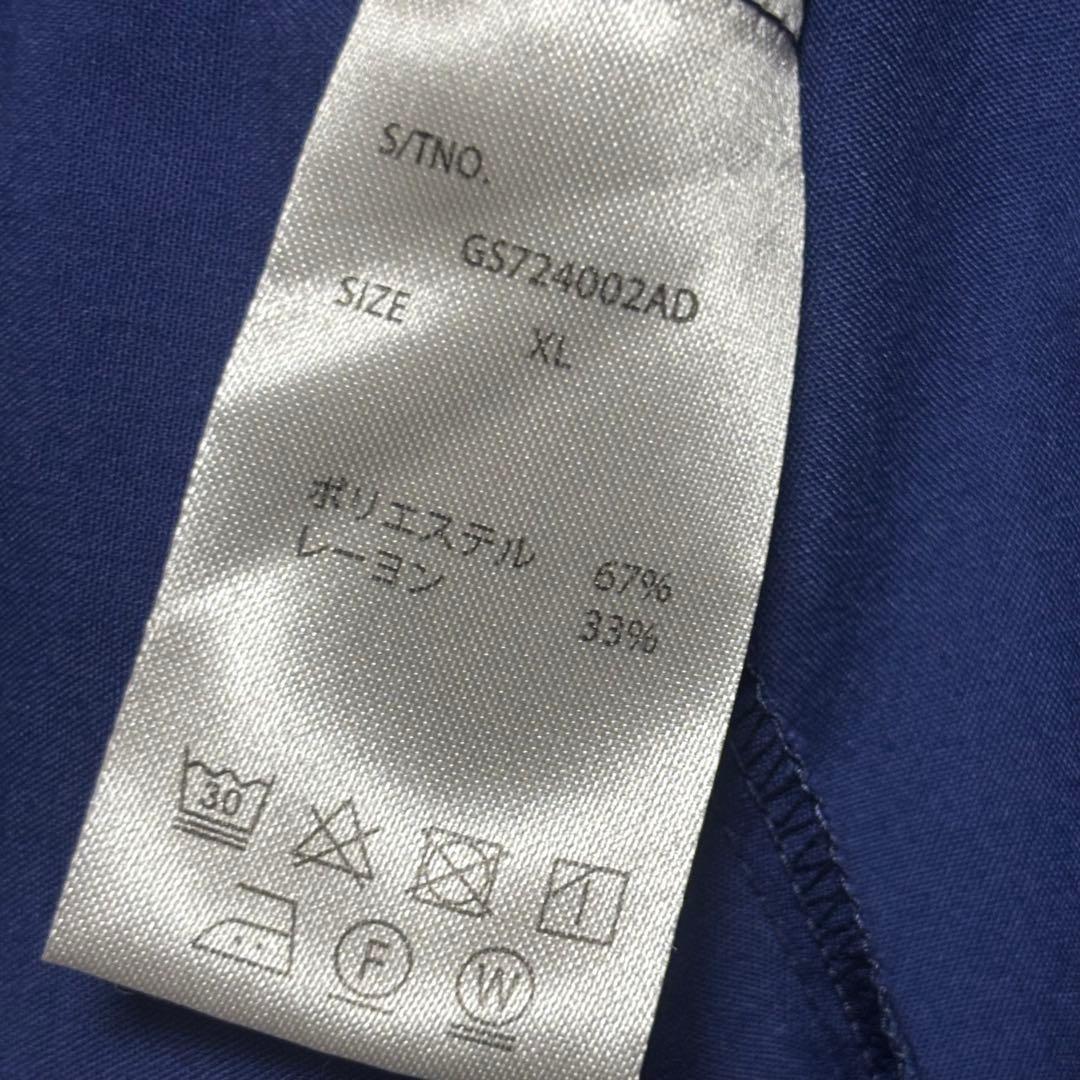 S/TNO.
GS724002AD
SIZE XL
ポリエステル 67%
レーヨン 33%
30
F W